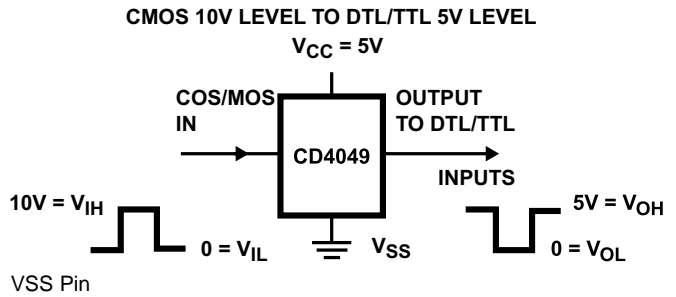 CMOS 10V LEVEL TO DTL/TTL 5V LEVEL
VCC = 5V
COS/MOS
IN
CD4049
OUTPUT
TO DTL/TTL
INPUTS
10V = VIH
0 = VIL
VSS
5V = VOH
0 = VOL
VSS Pin